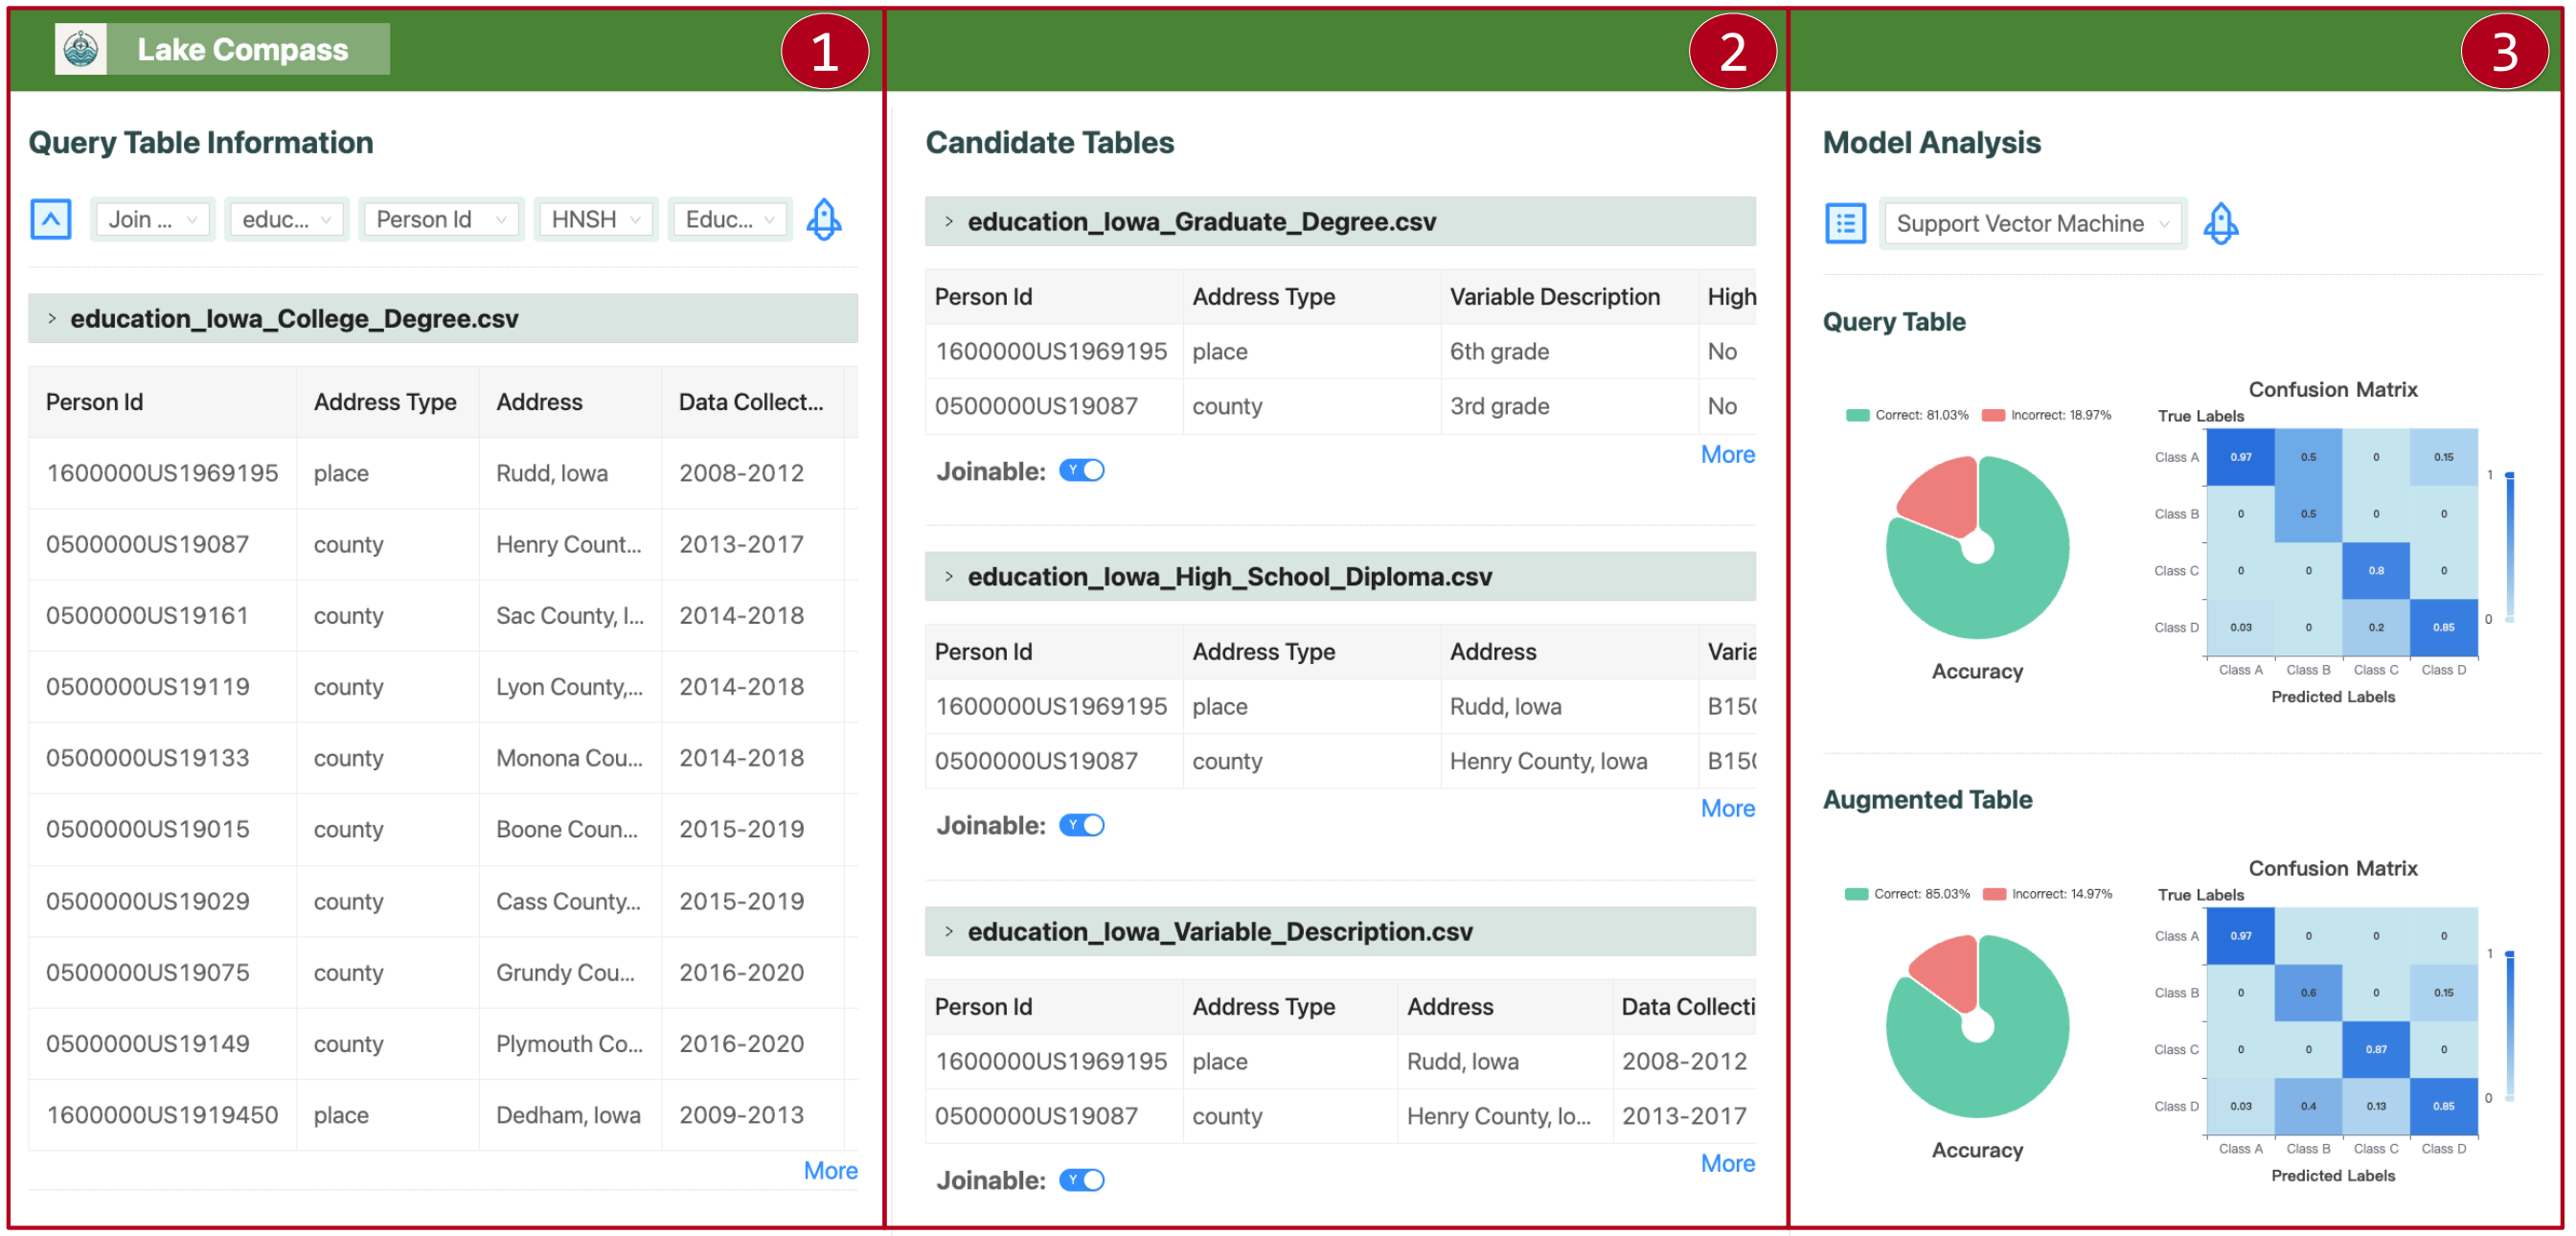 Lake Compass
1
2
3
Query Table Information
Join ... educ... Person Id HNSH Educ...
education_Iowa_College_Degree.csv
Person Id Address Type Address Data Collect...
1600000US1969195 place Rudd, Iowa 2008-2012
0500000US19087 county Henry Count... 2013-2017
0500000US19161 county Sac County, I... 2014-2018
0500000US19119 county Lyon County,... 2014-2018
0500000US19133 county Monona Cou... 2014-2018
0500000US19015 county Boone Coun... 2015-2019
0500000US19029 county Cass County... 2015-2019
0500000US19075 county Grundy Cou... 2016-2020
0500000US19149 county Plymouth Co... 2016-2020
1600000US1919450 place Dedham, Iowa 2009-2013
More
Candidate Tables
education_Iowa_Graduate_Degree.csv
Person Id Address Type Variable Description High
1600000US1969195 place 6th grade No
0500000US19087 county 3rd grade No
More
Joinable: Y
education_Iowa_High_School_Diploma.csv
Person Id Address Type Address Varia
1600000US1969195 place Rudd, Iowa B150
0500000US19087 county Henry County, Iowa B150
More
Joinable: Y
education_Iowa_Variable_Description.csv
Person Id Address Type Address Data Collecti
1600000US1969195 place Rudd, Iowa 2008-2012
0500000US19087 county Henry County, Io... 2013-2017
More
Joinable: Y
Model Analysis
Support Vector Machine
Query Table
Correct: 81.03% Incorrect: 18.97%
Accuracy
Confusion Matrix
True Labels
Class A 0.97 0.5 0 0.15
Class B 0 0.5 0 0
Class C 0 0 0.8 0
Class D 0.03 0 0.2 0.85
Class A Class B Class C Class D
Predicted Labels
1
0
Augmented Table
Correct: 85.03% Incorrect: 14.97%
Accuracy
Confusion Matrix
True Labels
Class A 0.97 0 0 0
Class B 0 0.6 0 0.15
Class C 0 0 0.87 0
Class D 0.03 0.4 0.13 0.85
Class A Class B Class C Class D
Predicted Labels
1
0